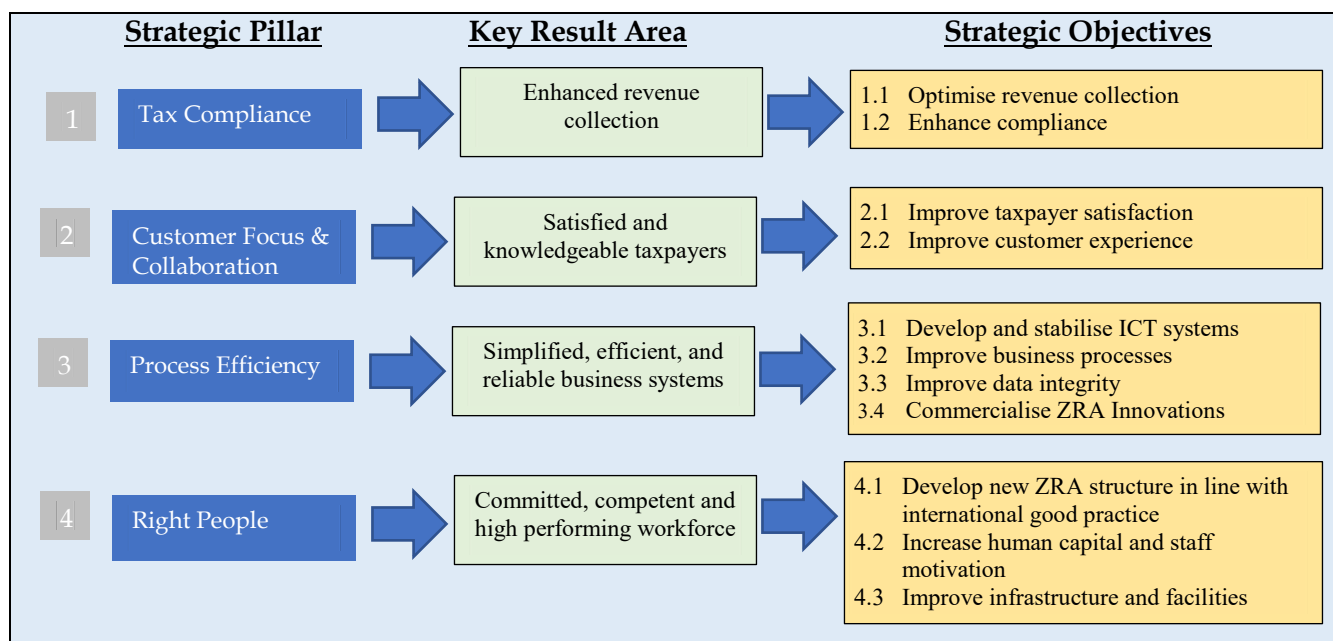 Strategic Pillar Key Result Area Strategic Objectives
1
Tax Compliance
Enhanced revenue
collection
1.1 Optimise revenue collection
1.2 Enhance compliance
2
Customer Focus &
Collaboration
Satisfied and
knowledgeable taxpayers
2.1 Improve taxpayer satisfaction
2.2 Improve customer experience
3
Process Efficiency
Simplified, efficient, and
reliable business systems
3.1 Develop and stabilise ICT systems
3.2 Improve business processes
3.3 Improve data integrity
3.4 Commercialise ZRA Innovations
4
Right People
Committed, competent and
high performing workforce
4.1 Develop new ZRA structure in line with
international good practice
4.2 Increase human capital and staff
motivation
4.3 Improve infrastructure and facilities